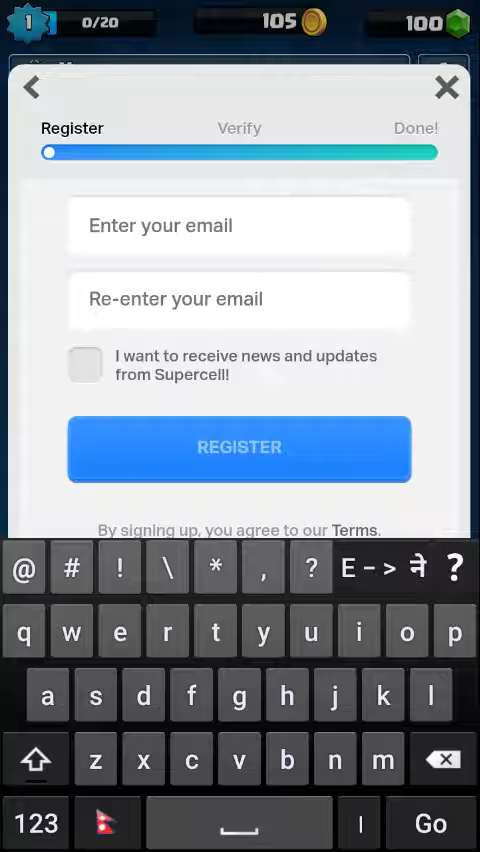 1
0/20
105
100
Register
Verify
Done!
Enter your email
Re-enter your email
I want to receive news and updates
from Supercell!
REGISTER
By signing up, you agree to our Terms.
@ # ! \ * , ? E -> ने ?
q w e r t y u i o p
a s d f g h j k l
z x c v b n m
123 | Go